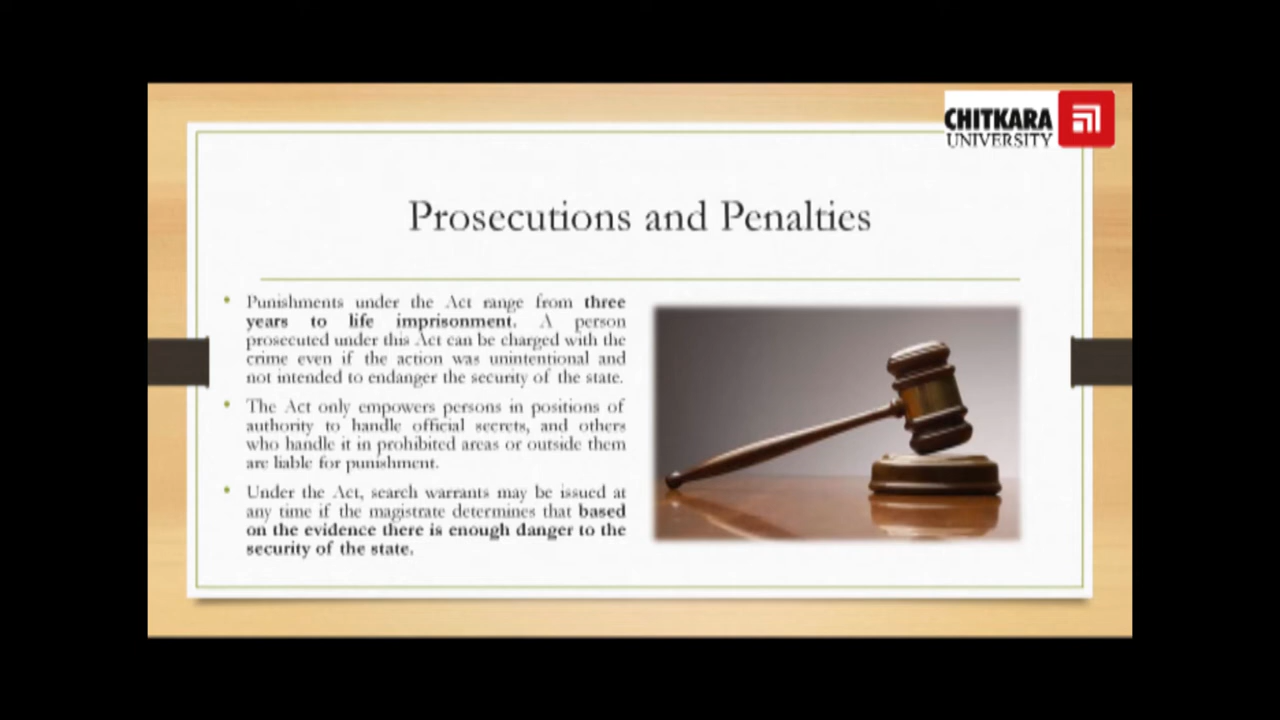 CHITKARA
UNIVERSITY
Prosecutions and Penalties
• Punishments under the Act range from three
years to life imprisonment. A person
prosecuted under this Act can be charged with the
crime even if the action was unintentional and
not intended to endanger the security of the state.
• The Act only empowers persons in positions of
authority to handle official secrets, and others
who handle it in prohibited areas or outside them
are liable for punishment.
• Under the Act, search warrants may be issued at
any time if the magistrate determines that based
on the evidence there is enough danger to the
security of the state.